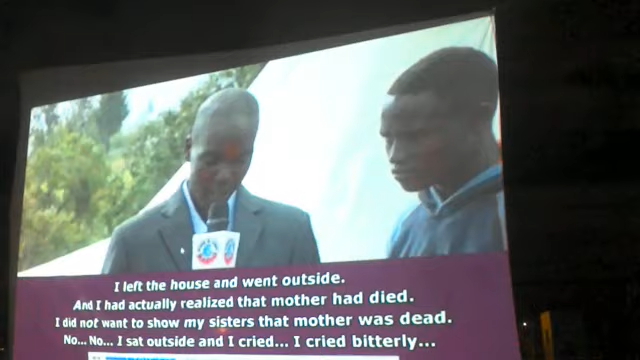 I left the house and went outside.
And I had actually realized that mother had died.
I did not want to show my sisters that mother was dead.
No... No... I sat outside and I cried... I cried bitterly...